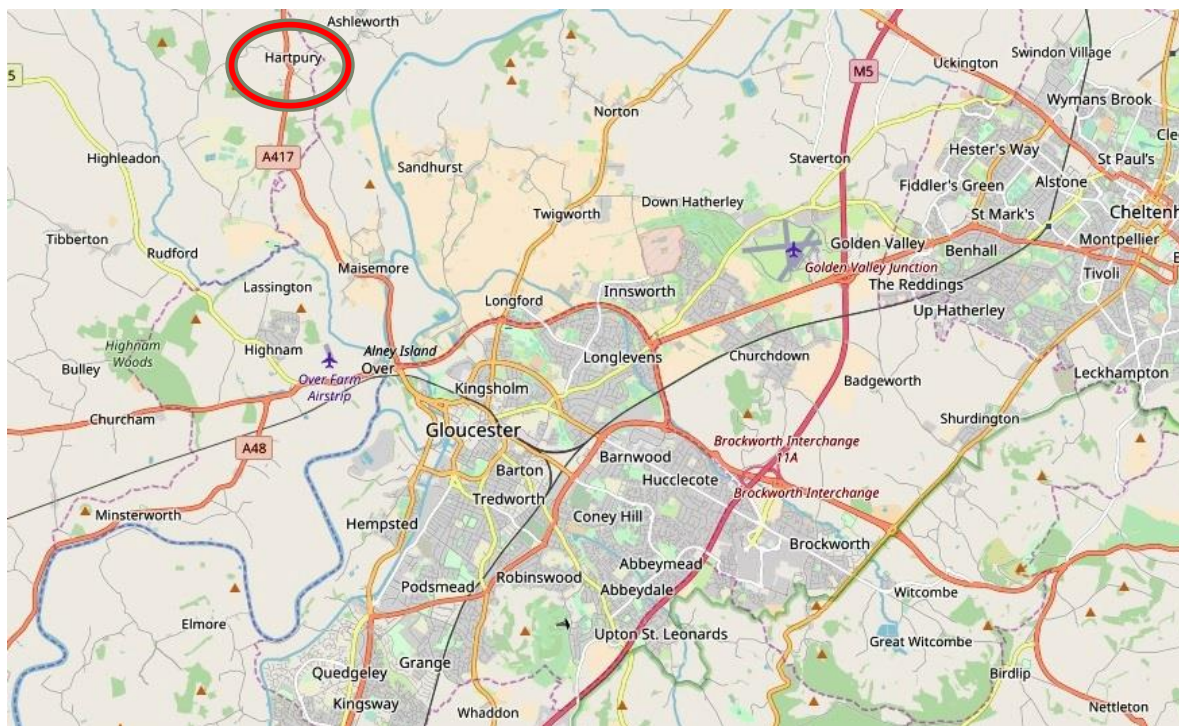 Ashleworth
Hartpury
5
M5
Swindon Village
Uckington
Wymans Brook
Norton
Highleadon
A417
Sandhurst
Staverton
Hester's Way
St Paul's
Fiddler's Green
Alstone
Twigworth
Down Hatherley
St Mark's
Cheltenh
Tibberton
Rudford
Golden Valley
Benhall
Montpellier
Maisemore
Golden Valley Junction
Tivoli
Lassington
Longford
Innsworth
The Reddings
Up Hatherley
Highnam
Woods
Highnam
Alney Island
Over
Longlevens
Churchdown
Bulley
Over Farm
Airstrip
Kingsholm
Badgeworth
Leckhampton
Churcham
Gloucester
Shurdington
A48
Barnwood
Brockworth Interchange
11A
Barton
Hucclecote
Brockworth Interchange
Tredworth
Minsterworth
Hempsted
Coney Hill
Brockworth
Abbeymead
Podsmead
Robinswood
Abbeydale
Witcombe
Elmore
Upton St. Leonards
Great Witcombe
Grange
Quedgeley
Birdlip
Kingsway
Whaddon
Nettleton